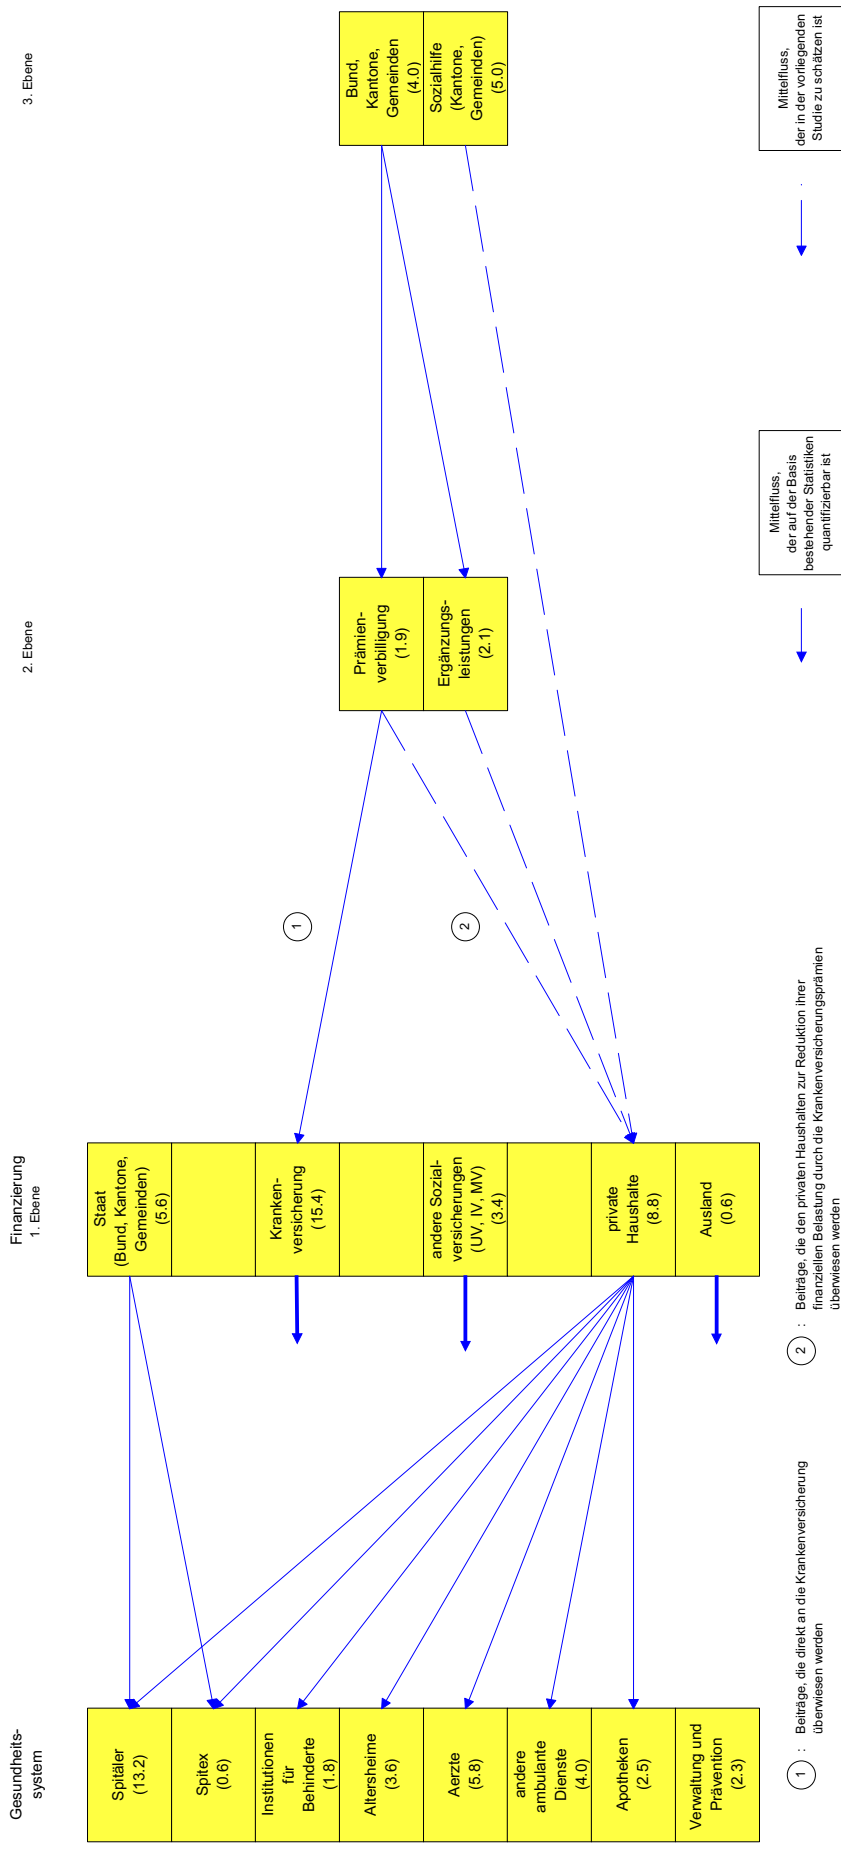 Gesundheits-
system
Finanzierung
1. Ebene
2. Ebene
3. Ebene
Spitäler
(13.2)
Spitex
(0.6)
Institutionen
für
Behinderte
(1.8)
Altersheime
(3.6)
Aerzte
(5.8)
andere
ambulante
Dienste
(4.0)
Apotheken
(2.5)
Verwaltung und
Prävention
(2.3)
Staat
(Bund, Kantone,
Gemeinden)
(5.6)
Kranken-
versicherung
(15.4)
andere Sozial-
versicherungen
(UV, IV, MV)
(3.4)
private
Haushalte
(8.8)
Ausland
(0.6)
1
2
Prämien-
verbilligung
(1.9)
Ergänzungs-
leistungen
(2.1)
Bund,
Kantone,
Gemeinden
(4.0)
Sozialhilfe
(Kantone,
Gemeinden)
(5.0)
1 : Beiträge, die direkt an die Krankenversicherung
überwiesen werden
2 : Beiträge, die den privaten Haushalten zur Reduktion ihrer
finanziellen Belastung durch die Krankenversicherungsprämien
überwiesen werden
Mittelfluss,
der auf der Basis
bestehender Statistiken
quantifizierbar ist
Mittelfluss,
der in der vorliegenden
Studie zu schätzen ist